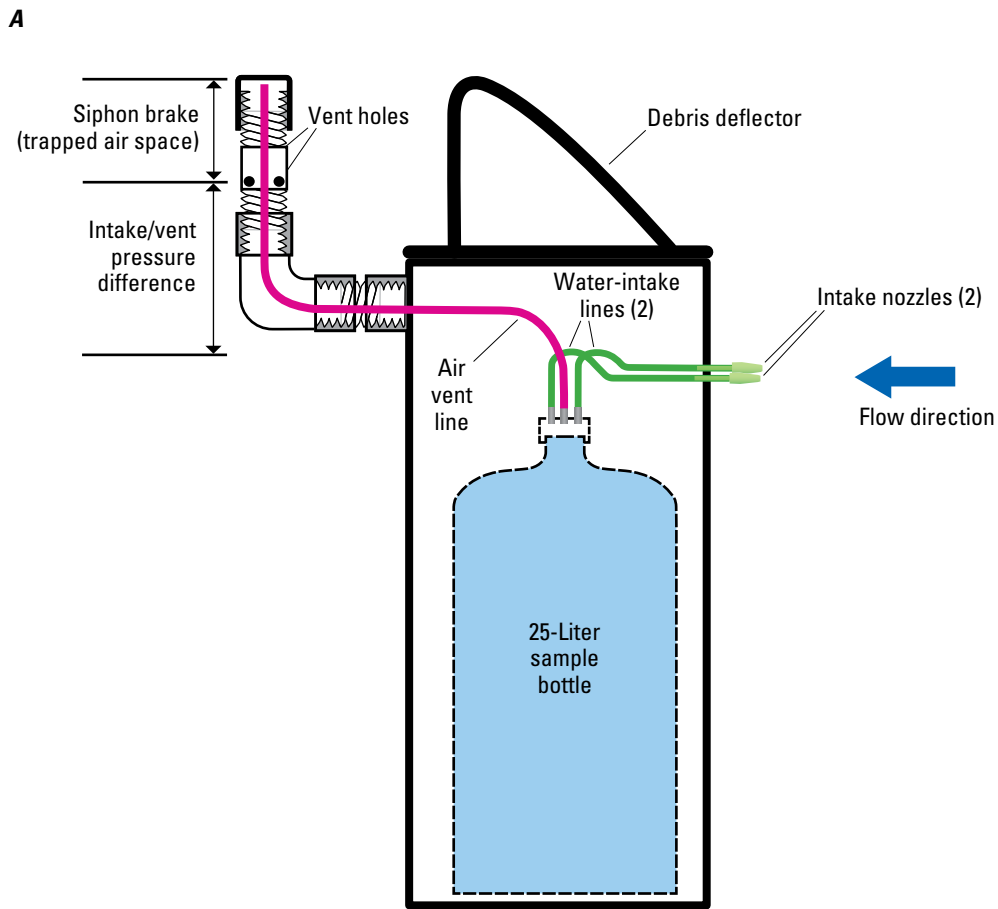 A
Siphon brake
(trapped air space)
Vent holes
Debris deflector
Intake/vent
pressure
difference
Water-intake
lines (2)
Intake nozzles (2)
Air
vent
line
Flow direction
25-Liter
sample
bottle